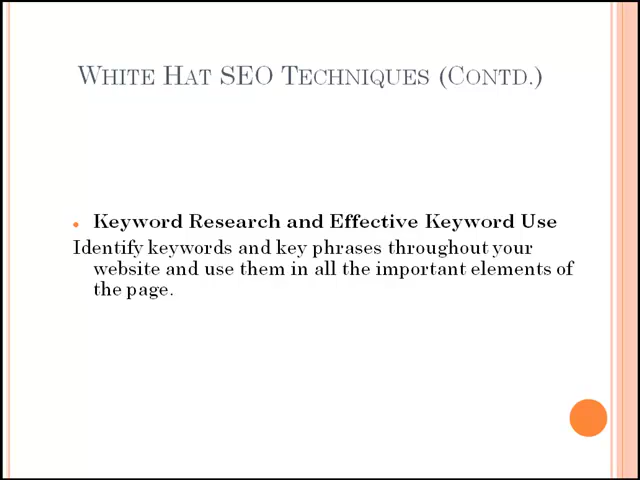 White Hat SEO Techniques (Contd.)
• Keyword Research and Effective Keyword Use
Identify keywords and key phrases throughout your
website and use them in all the important elements of
the page.